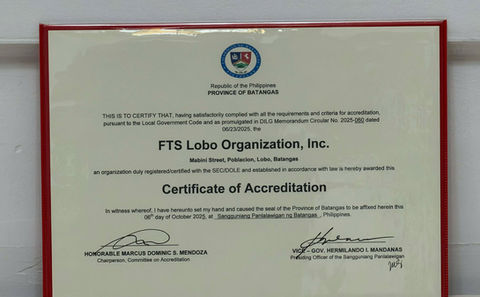 Republic of the Philippines
PROVINCE OF BATANGAS
THIS IS TO CERTIFY THAT, having satisfactorily complied with all the requirements and criteria for accreditation,
pursuant to the Local Government Code and as promulgated in DILG Memorandum Circular No. 2025-060 dated
06/23/2025, the
FTS Lobo Organization, Inc.
Mabini Street, Poblacion, Lobo, Batangas
an organization duly registered/certified with the SEC/DOLE and established in accordance with law is hereby awarded this
Certificate of Accreditation
In witness whereof, I have hereunto set my hand and caused the seal of the Province of Batangas to be affixed herein this
06th day of October 2025, at Sangguniang Panlalawigan ng Batangas, Philippines.
HONORABLE MARCUS DOMINIC S. MENDOZA
Chairperson, Committee on Accreditation
VICE – GOV. HERMILANDO I. MANDANAS
Presiding Officer of the Sangguniang Panlalawigan